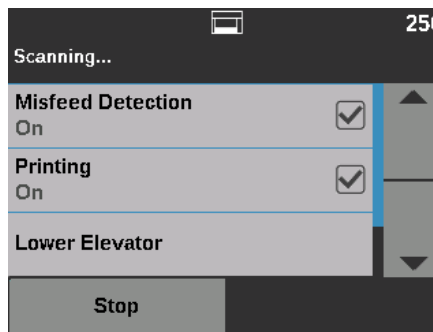 Scanning...
Misfeed Detection
On
Printing
On
Lower Elevator
Stop